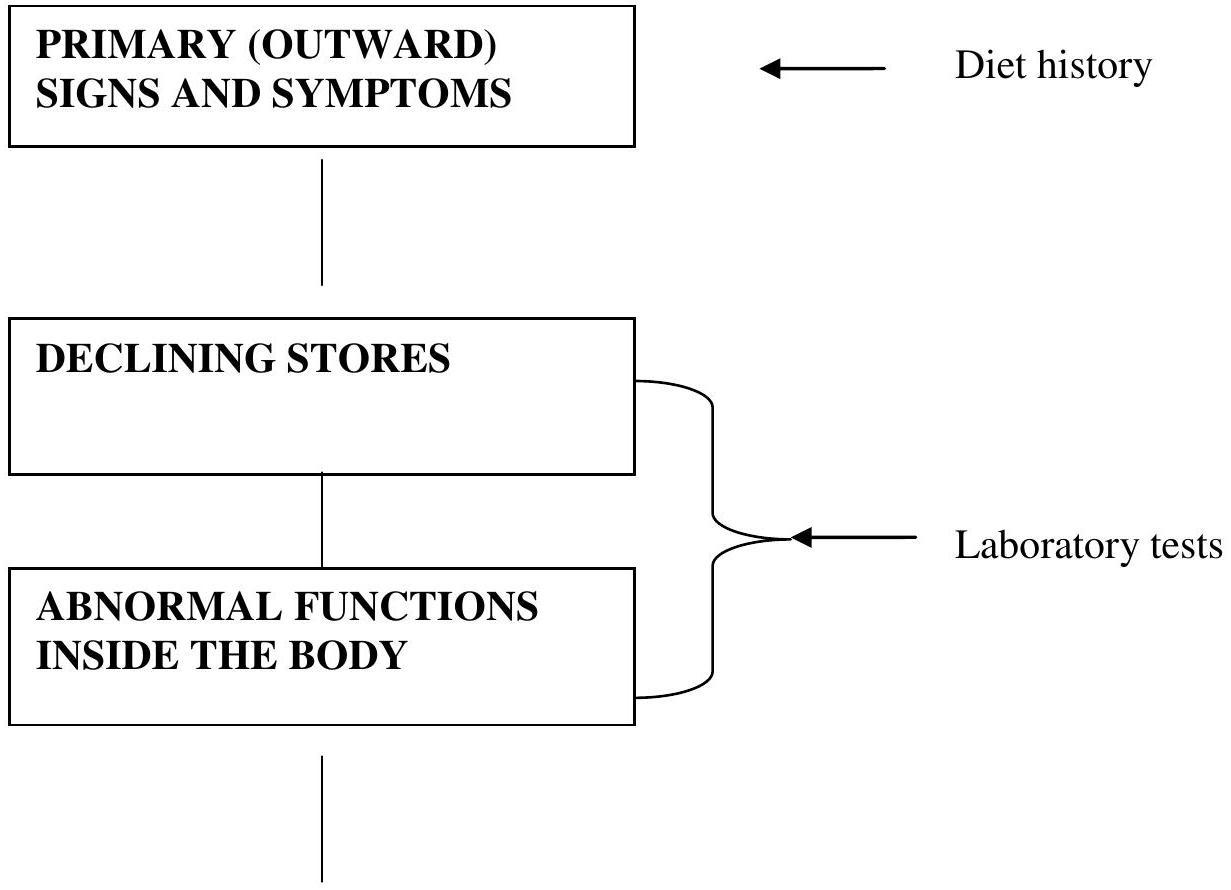 PRIMARY (OUTWARD)
SIGNS AND SYMPTOMS
Diet history
DECLINING STORES
Laboratory tests
ABNORMAL FUNCTIONS
INSIDE THE BODY